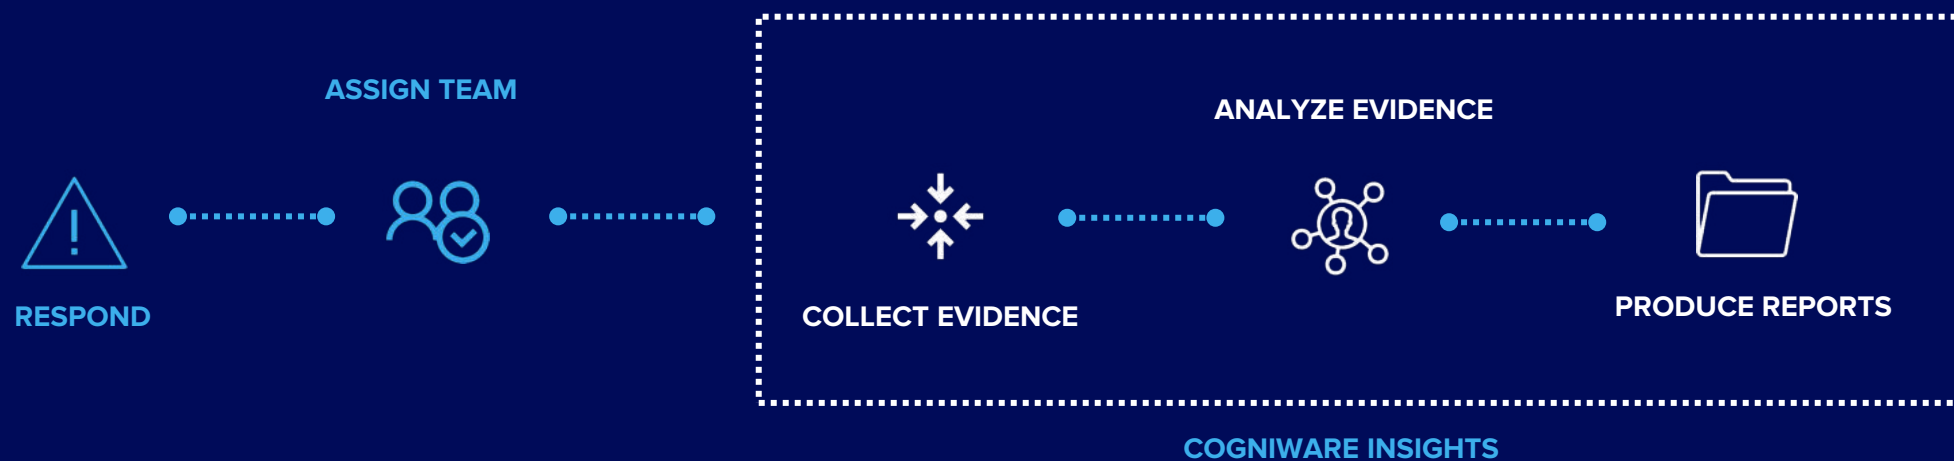 RESPOND
ASSIGN TEAM
COLLECT EVIDENCE
ANALYZE EVIDENCE
PRODUCE REPORTS
COGNIWARE INSIGHTS